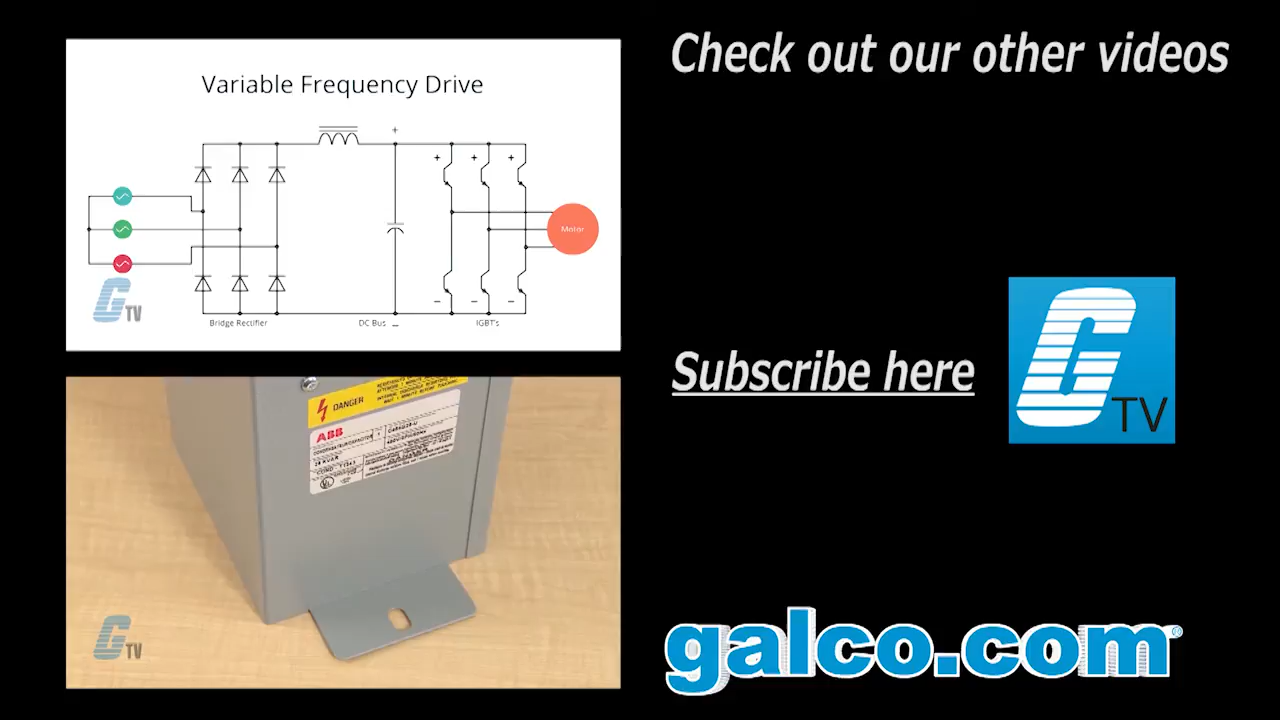 Check out our other videos
Variable Frequency Drive
+
+ + +
Motor
- - -
G TV
Bridge Rectifier DC Bus - IGBT's
Subscribe here
G TV
DANGER
ABB
galco.com®
G TV